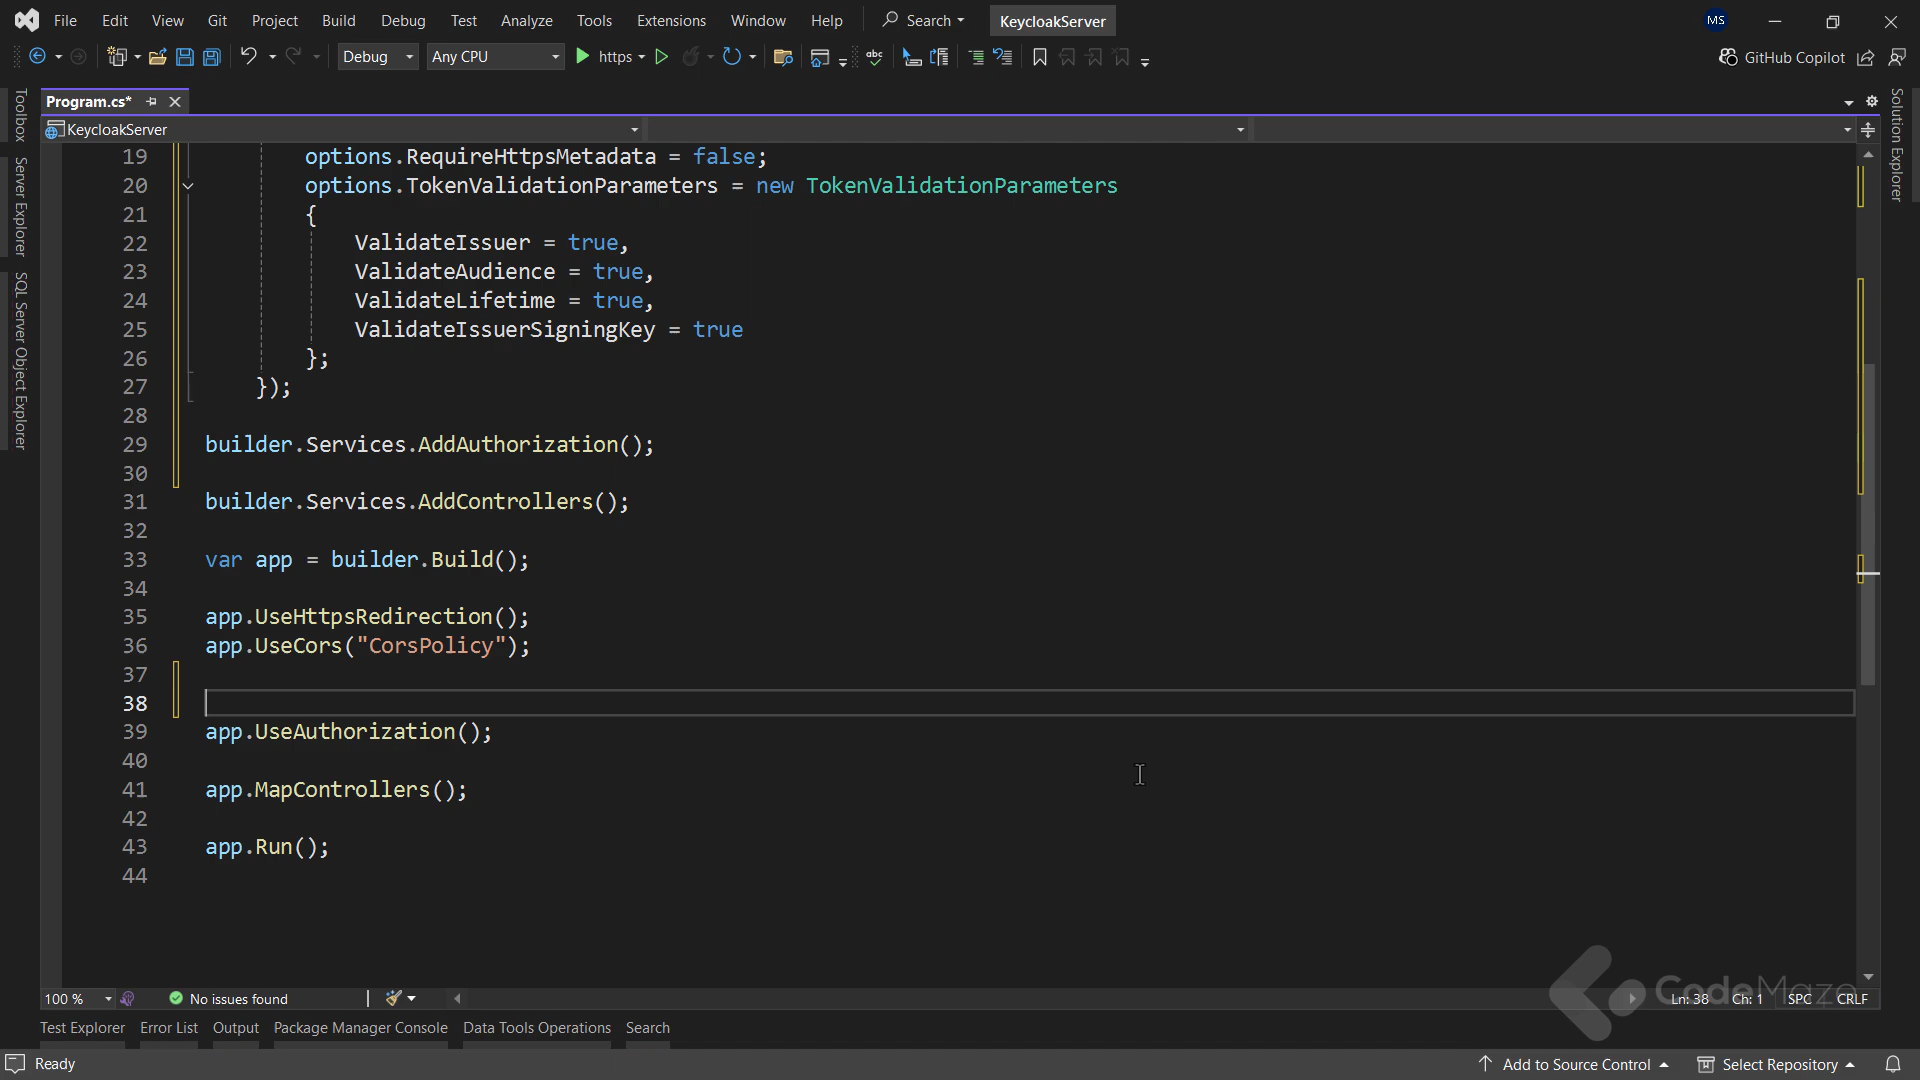 File Edit View Git Project Build Debug Test Analyze Tools Extensions Window Help Search KeycloakServer MS
Debug Any CPU https abc GitHub Copilot
Toolbox
Server Explorer
SQL Server Object Explorer
Program.cs*
KeycloakServer
19 options.RequireHttpsMetadata = false;
20 options.TokenValidationParameters = new TokenValidationParameters
21 {
22 ValidateIssuer = true,
23 ValidateAudience = true,
24 ValidateLifetime = true,
25 ValidateIssuerSigningKey = true
26 };
27 });
28
29 builder.Services.AddAuthorization();
30
31 builder.Services.AddControllers();
32
33 var app = builder.Build();
34
35 app.UseHttpsRedirection();
36 app.UseCors("CorsPolicy");
37
38
39 app.UseAuthorization();
40
41 app.MapControllers();
42
43 app.Run();
44
Solution Explorer
CodeMaze
100 % No issues found Ln: 38 Ch: 1 SPC CRLF
Test Explorer Error List Output Package Manager Console Data Tools Operations Search
Ready Add to Source Control Select Repository